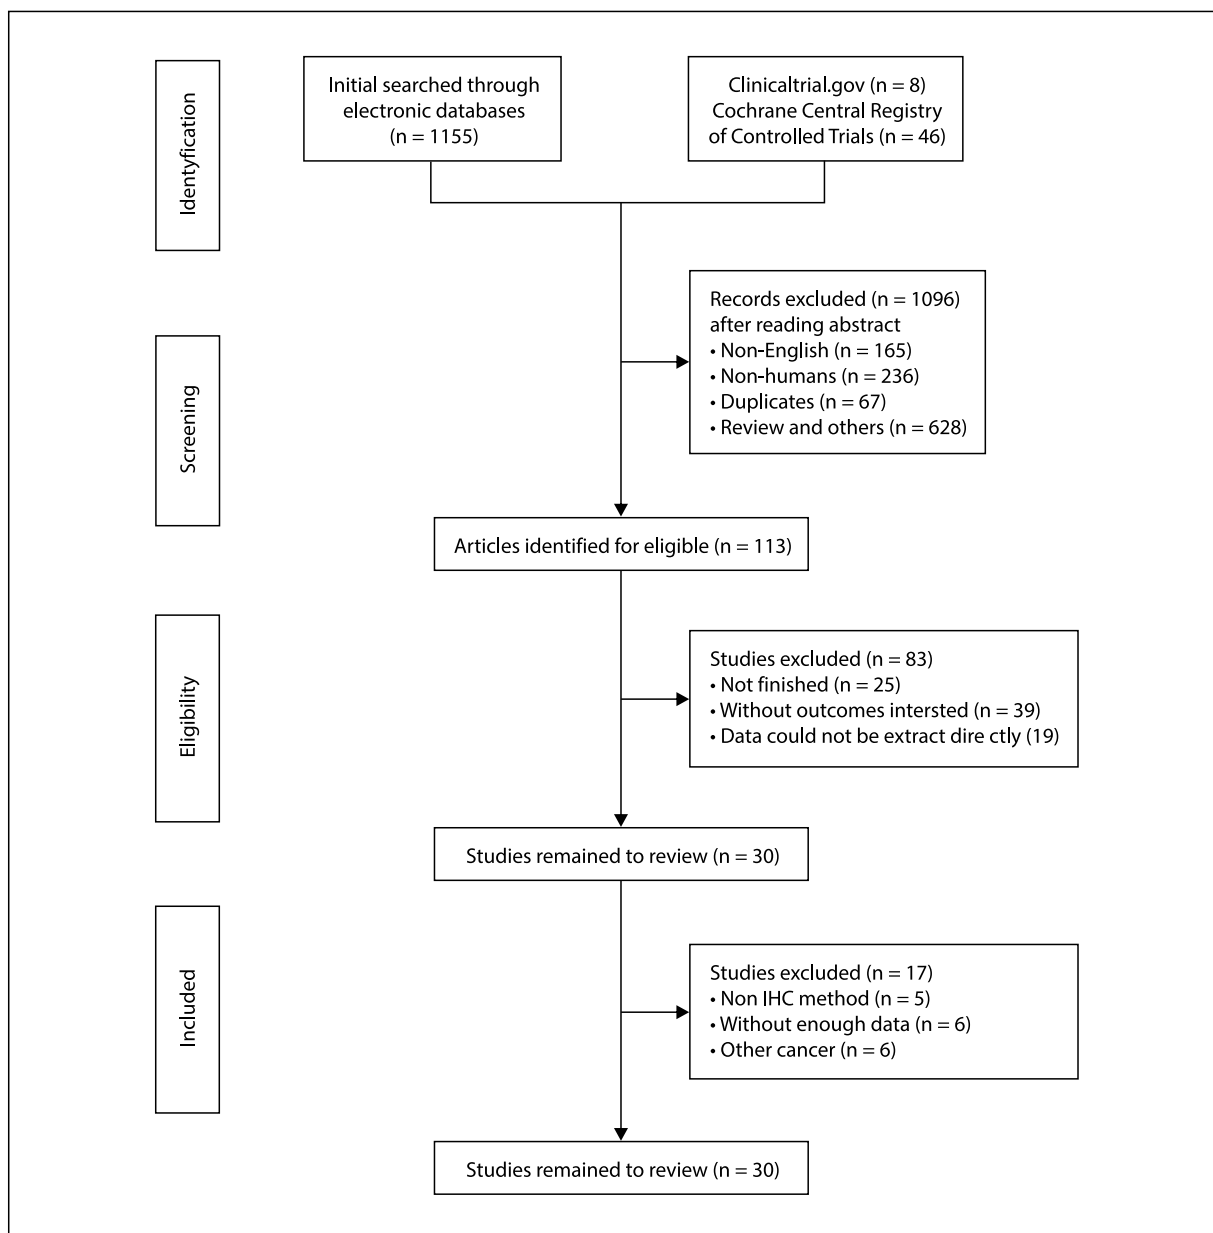 Identyfication
Initial searched through
electronic databases
(n = 1155)
Clinicaltrial.gov (n = 8)
Cochrane Central Registry
of Controlled Trials (n = 46)
Screening
Records excluded (n = 1096)
after reading abstract
• Non-English (n = 165)
• Non-humans (n = 236)
• Duplicates (n = 67)
• Review and others (n = 628)
Articles identified for eligible (n = 113)
Eligibility
Studies excluded (n = 83)
• Not finished (n = 25)
• Without outcomes intersted (n = 39)
• Data could not be extract dire ctly (19)
Studies remained to review (n = 30)
Included
Studies excluded (n = 17)
• Non IHC method (n = 5)
• Without enough data (n = 6)
• Other cancer (n = 6)
Studies remained to review (n = 30)